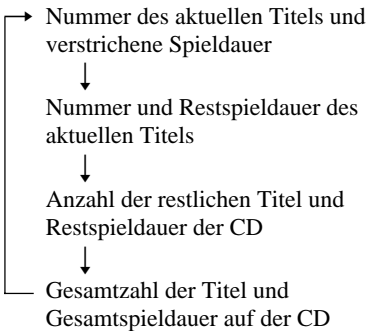 Nummer des aktuellen Titels und
verstrichene Spieldauer
Nummer und Restspieldauer des
aktuellen Titels
Anzahl der restlichen Titel und
Restspieldauer der CD
Gesamtzahl der Titel und
Gesamtspieldauer auf der CD